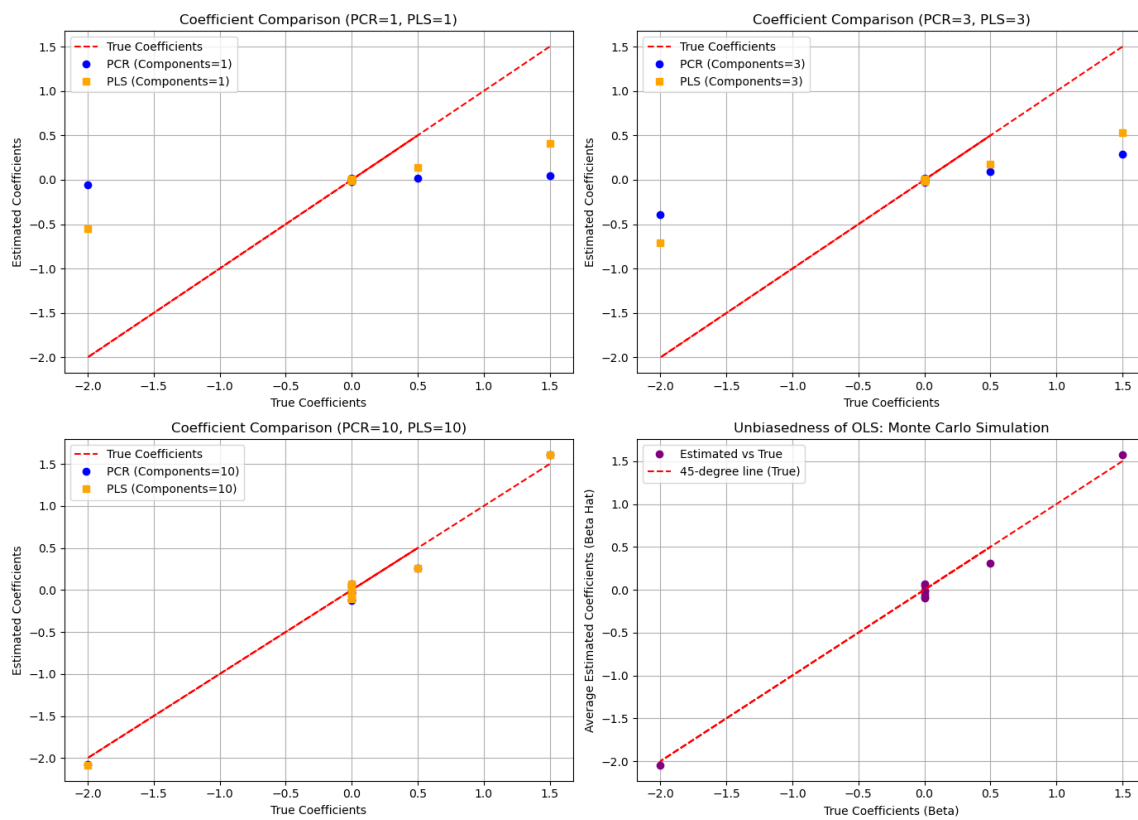 Coefficient Comparison (PCR=1, PLS=1)
True Coefficients
PCR (Components=1)
PLS (Components=1)
Estimated Coefficients
1.5
1.0
0.5
0.0
−0.5
−1.0
−1.5
−2.0
−2.0 −1.5 −1.0 −0.5 0.0 0.5 1.0 1.5
True Coefficients
Coefficient Comparison (PCR=3, PLS=3)
True Coefficients
PCR (Components=3)
PLS (Components=3)
Estimated Coefficients
1.5
1.0
0.5
0.0
−0.5
−1.0
−1.5
−2.0
−2.0 −1.5 −1.0 −0.5 0.0 0.5 1.0 1.5
True Coefficients
Coefficient Comparison (PCR=10, PLS=10)
True Coefficients
PCR (Components=10)
PLS (Components=10)
Estimated Coefficients
1.5
1.0
0.5
0.0
−0.5
−1.0
−1.5
−2.0
−2.0 −1.5 −1.0 −0.5 0.0 0.5 1.0 1.5
True Coefficients
Unbiasedness of OLS: Monte Carlo Simulation
Estimated vs True
45-degree line (True)
Average Estimated Coefficients (Beta Hat)
1.5
1.0
0.5
0.0
−0.5
−1.0
−1.5
−2.0
−2.0 −1.5 −1.0 −0.5 0.0 0.5 1.0 1.5
True Coefficients (Beta)